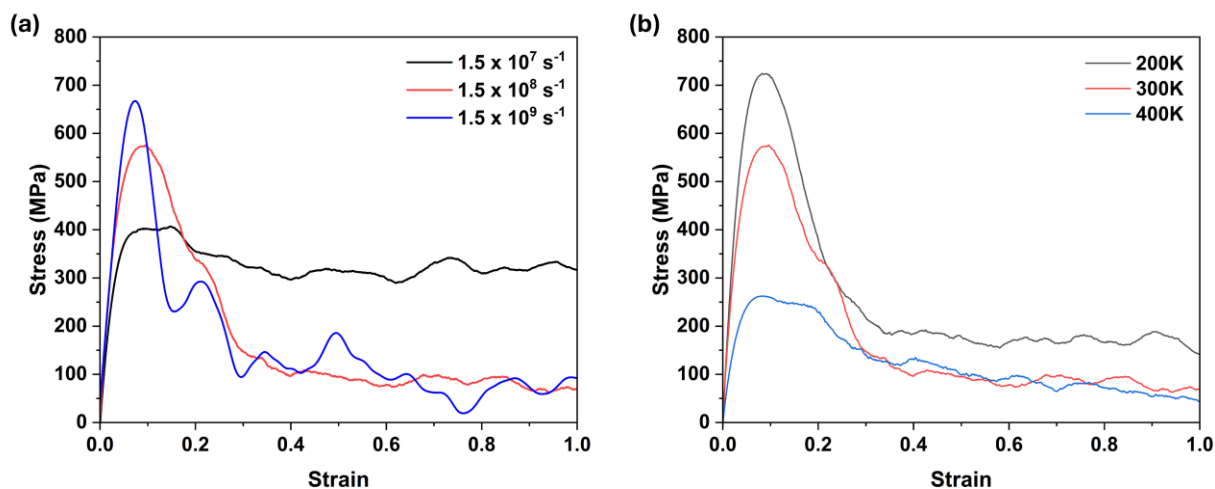 (a)
800
700
600
500
400
300
200
100
0
Stress (MPa)
0.0 0.2 0.4 0.6 0.8 1.0
Strain
1.5 x 10⁷ s⁻¹
1.5 x 10⁸ s⁻¹
1.5 x 10⁹ s⁻¹
(b)
800
700
600
500
400
300
200
100
0
Stress (MPa)
0.0 0.2 0.4 0.6 0.8 1.0
Strain
200K
300K
400K